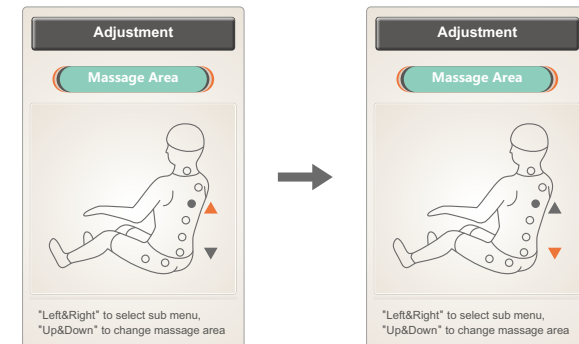 Adjustment
Massage Area
"Left&Right" to select sub menu,
"Up&Down" to change massage area
Adjustment
Massage Area
"Left&Right" to select sub menu,
"Up&Down" to change massage area